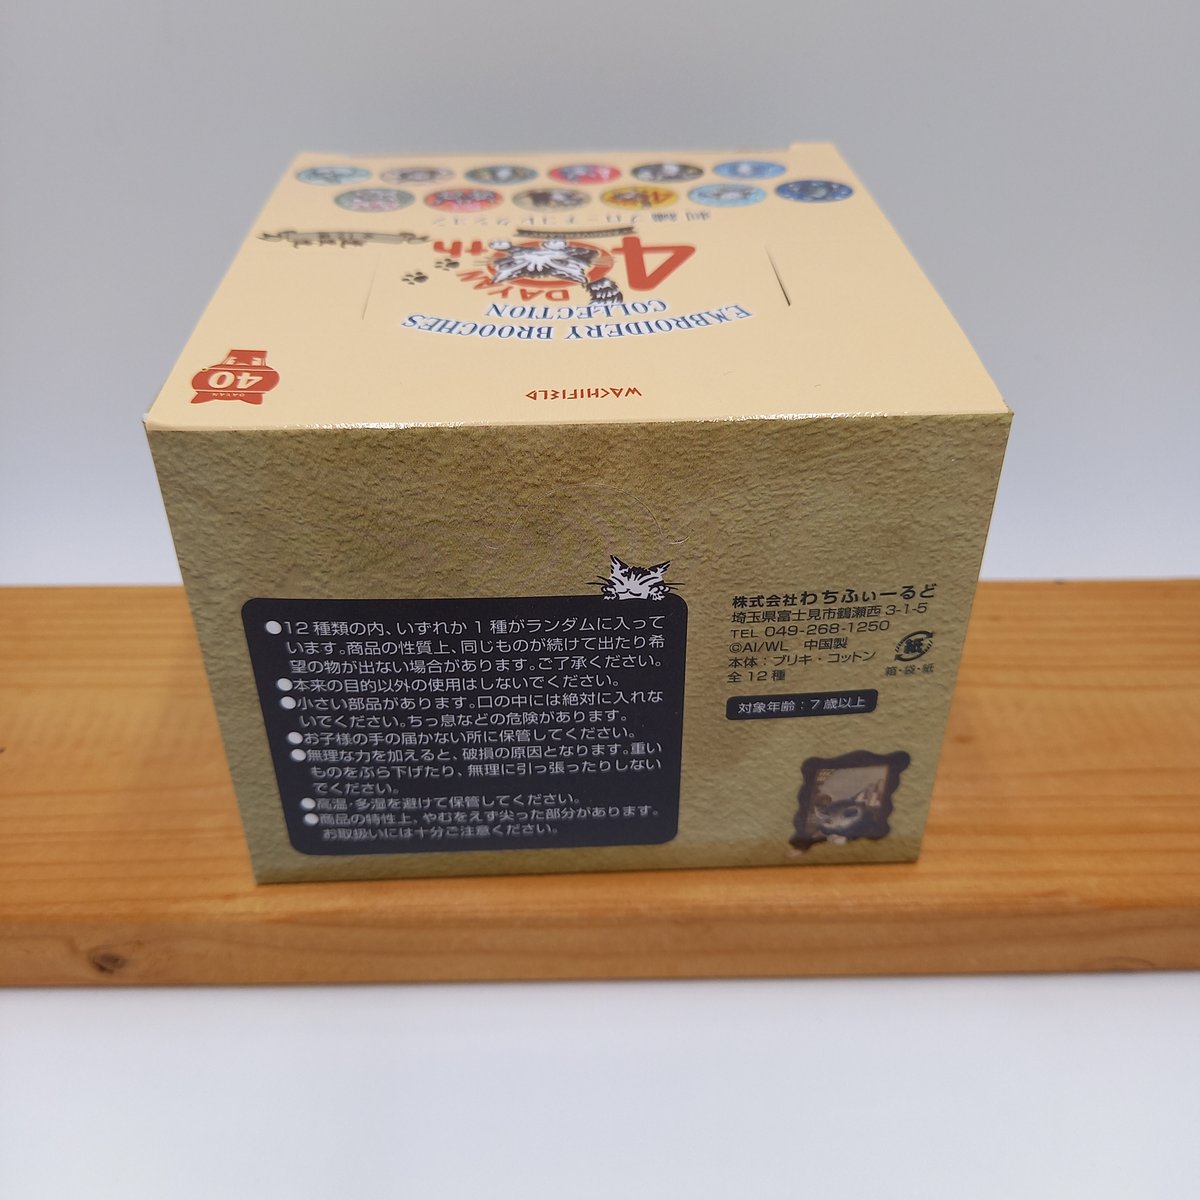 刺繍ブローチコレクション
40th
DAYAN
EMBROIDERY BROOCHES
COLLECTION
40
DAYAN
WACHIFIELD
●12種類の内、いずれか1種がランダムに入って
います。商品の性質上、同じものが続けて出たり希
望の物が出ない場合があります。ご了承ください。
●本来の目的以外の使用はしないでください。
●小さい部品があります。口の中には絶対に入れな
いでください。ちっ息などの危険があります。
●お子様の手の届かない所に保管してください。
●無理な力を加えると、破損の原因となります。重い
ものをぶら下げたり、無理に引っ張ったりしない
でください。
●高温・多湿を避けて保管してください。
●商品の特性上、やむをえず尖った部分があります。
お取扱いには十分ご注意ください。
株式会社わちふぃーるど
埼玉県富士見市鶴瀬西3-1-5
TEL 049-268-1250
©AI/WL 中国製
本体：ブリキ・コットン
全12種
紙
箱・袋・紙
対象年齢：7歳以上